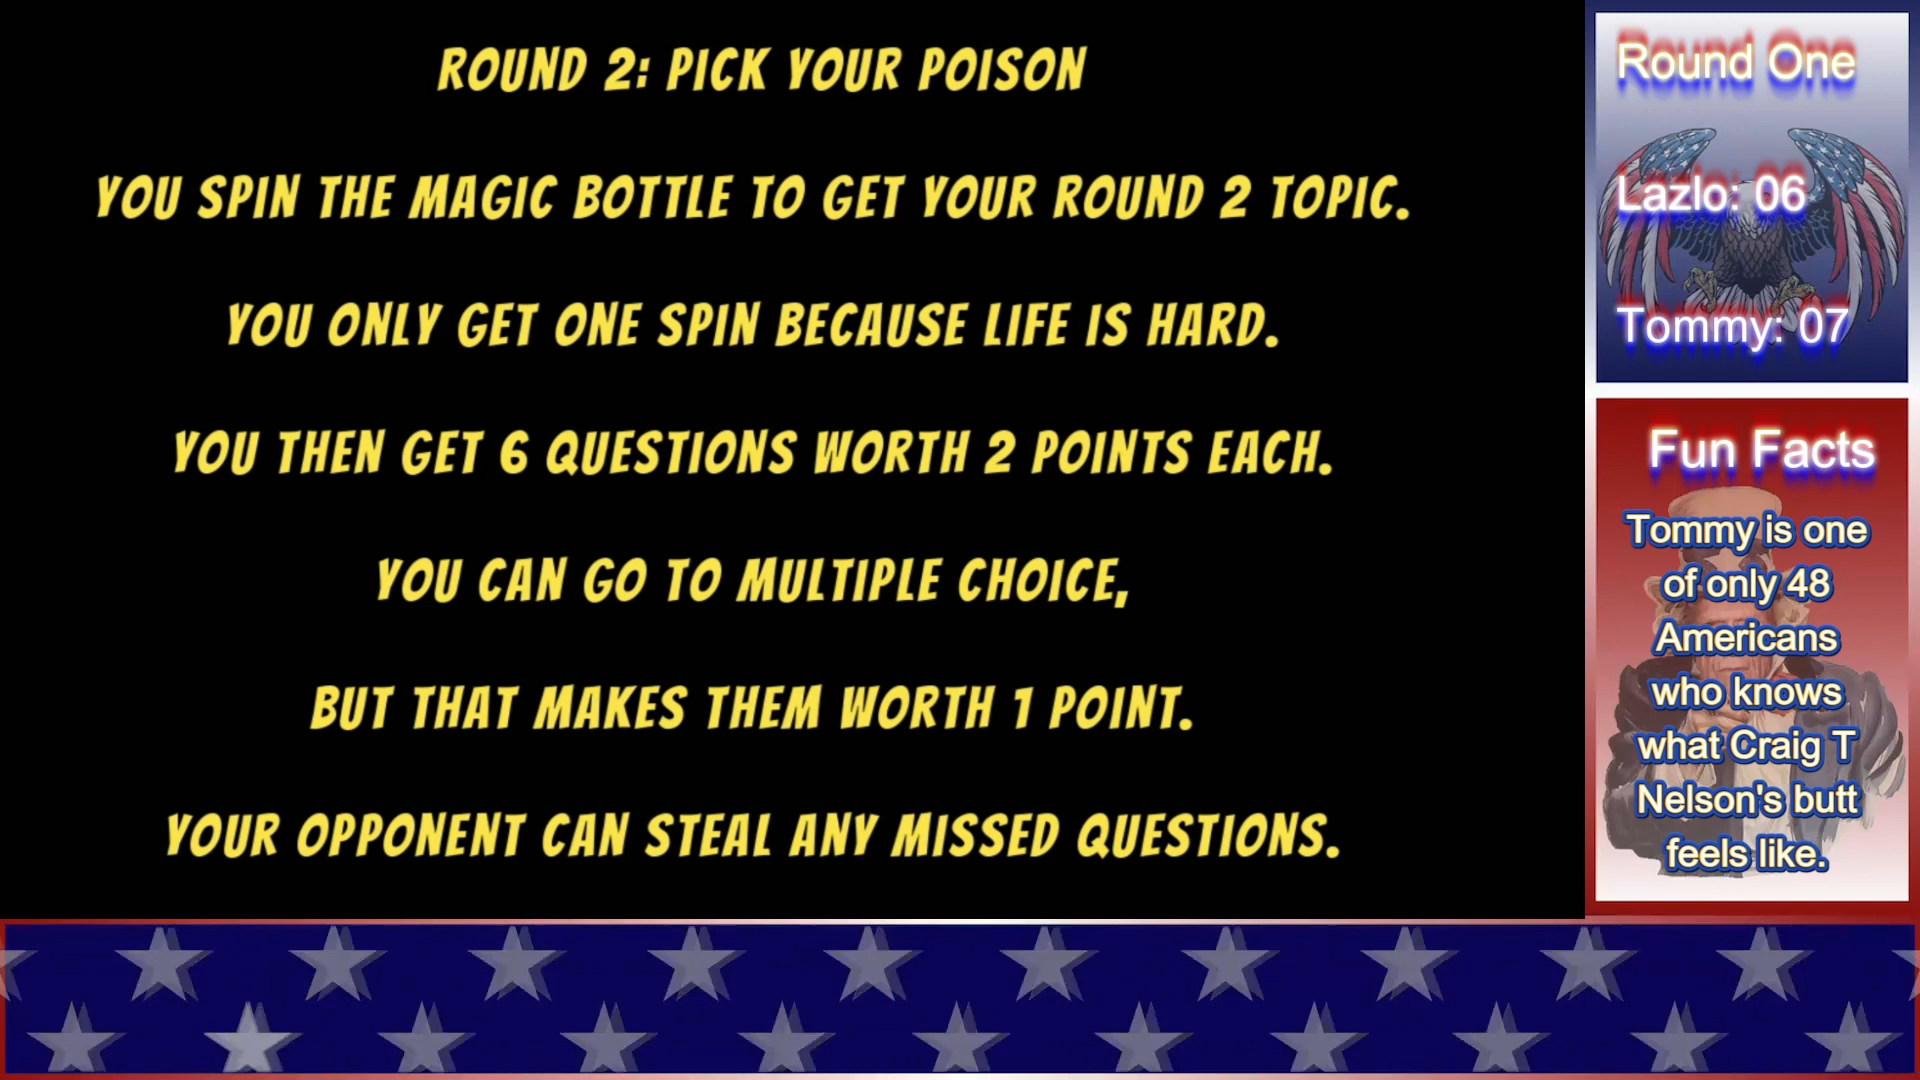 ROUND 2: PICK YOUR POISON
YOU SPIN THE MAGIC BOTTLE TO GET YOUR ROUND 2 TOPIC.
YOU ONLY GET ONE SPIN BECAUSE LIFE IS HARD.
YOU THEN GET 6 QUESTIONS WORTH 2 POINTS EACH.
YOU CAN GO TO MULTIPLE CHOICE,
BUT THAT MAKES THEM WORTH 1 POINT.
YOUR OPPONENT CAN STEAL ANY MISSED QUESTIONS.
Round One
Lazlo: 06
Tommy: 07
Fun Facts
Tommy is one
of only 48
Americans
who knows
what Craig T
Nelson's butt
feels like.